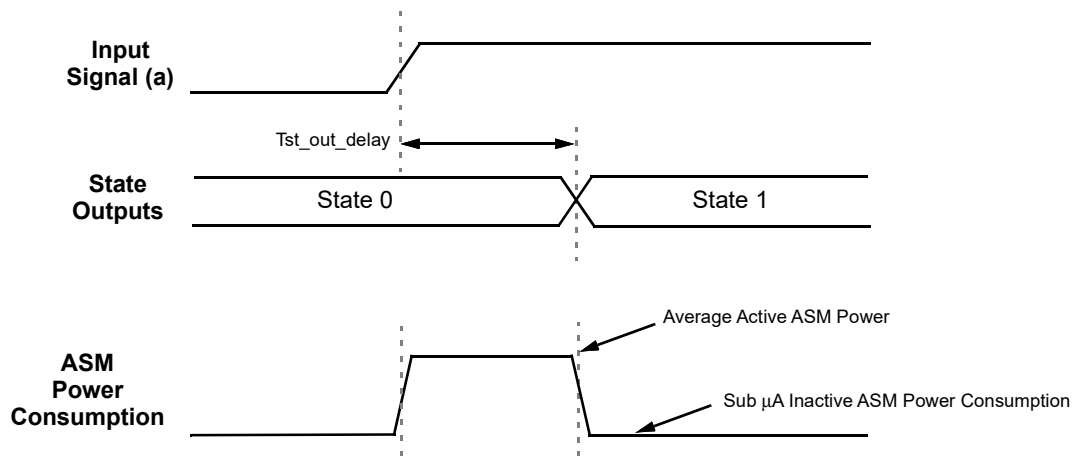 Input
Signal (a)
Tst_out_delay
State
Outputs
State 0
State 1
Average Active ASM Power
ASM
Power
Consumption
Sub μA Inactive ASM Power Consumption